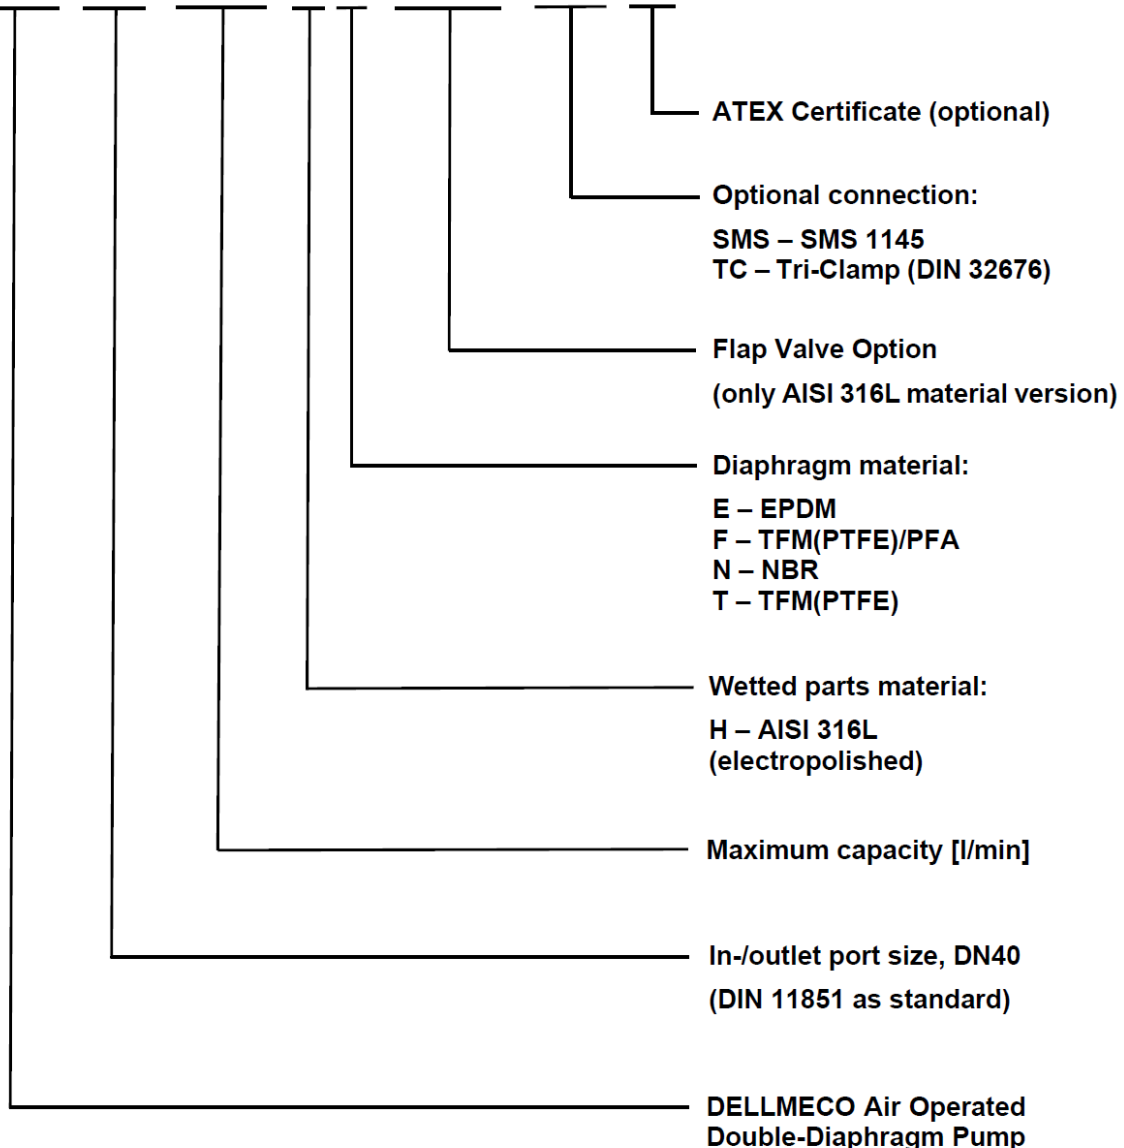 ATEX Certificate (optional)
Optional connection:
SMS – SMS 1145
TC – Tri-Clamp (DIN 32676)
Flap Valve Option
(only AISI 316L material version)
Diaphragm material:
E – EPDM
F – TFM(PTFE)/PFA
N – NBR
T – TFM(PTFE)
Wetted parts material:
H – AISI 316L
(electropolished)
Maximum capacity [l/min]
In-/outlet port size, DN40
(DIN 11851 as standard)
DELLMECO Air Operated
Double-Diaphragm Pump